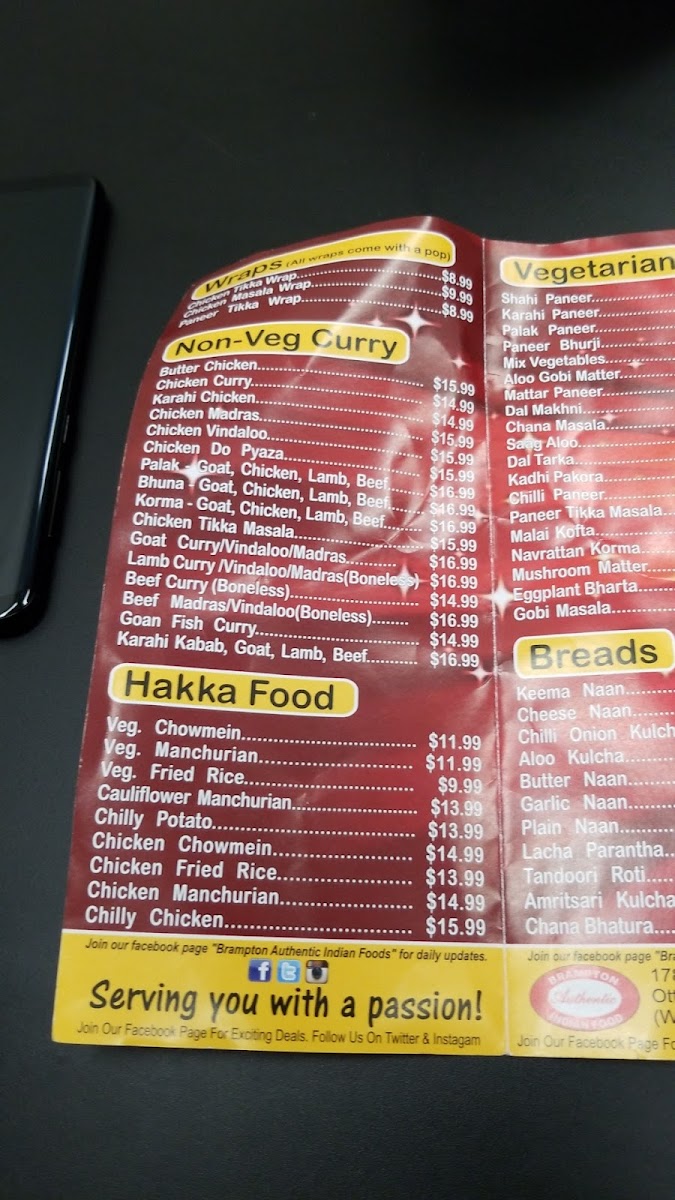 Wraps (All wraps come with a pop)
Chicken Tikka Wrap.......................... $8.99
Chicken Masala Wrap.......................... $9.99
Paneer Tikka Wrap.......................... $8.99
Non-Veg Curry
Butter Chicken.......................... $15.99
Chicken Curry.......................... $14.99
Karahi Chicken.......................... $14.99
Chicken Madras.......................... $15.99
Chicken Vindaloo.......................... $15.99
Chicken Do Pyaza.......................... $15.99
Palak - Goat, Chicken, Lamb, Beef....... $16.99
Bhuna - Goat, Chicken, Lamb, Beef....... $16.99
Korma - Goat, Chicken, Lamb, Beef....... $16.99
Chicken Tikka Masala.......................... $15.99
Goat Curry/Vindaloo/Madras.......... $16.99
Lamb Curry /Vindaloo/Madras(Boneless) $16.99
Beef Curry (Boneless).......................... $14.99
Beef Madras/Vindaloo(Boneless)....... $16.99
Goan Fish Curry.......................... $14.99
Karahi Kabab, Goat, Lamb, Beef.......... $16.99
Hakka Food
Veg. Chowmein.......................... $11.99
Veg. Manchurian.......................... $11.99
Veg. Fried Rice.......................... $9.99
Cauliflower Manchurian.......................... $13.99
Chilly Potato.......................... $13.99
Chicken Chowmein.......................... $14.99
Chicken Fried Rice.......................... $13.99
Chicken Manchurian.......................... $14.99
Chilly Chicken.......................... $15.99
Join our facebook page "Brampton Authentic Indian Foods" for daily updates.
Serving you with a passion!
Join Our Facebook Page For Exciting Deals. Follow Us On Twitter & Instagam
Vegetarian
Shahi Paneer..........
Karahi Paneer..........
Palak Paneer..........
Paneer Bhurji..........
Mix Vegetables..........
Aloo Gobi Matter..........
Mattar Paneer..........
Dal Makhni..........
Chana Masala..........
Saag Aloo..........
Dal Tarka..........
Kadhi Pakora..........
Chilli Paneer..........
Paneer Tikka Masala...
Malai Kofta..........
Navrattan Korma.....
Mushroom Matter.....
Eggplant Bharta.......
Gobi Masala..........
Breads
Keema Naan.......
Cheese Naan.......
Chilli Onion Kulch
Aloo Kulcha.......
Butter Naan.......
Garlic Naan.......
Plain Naan.......
Lacha Parantha..
Tandoori Roti.....
Amritsari Kulcha
Chana Bhatura....
Join our facebook page "Bra
BRAMPTON
Authentic
INDIAN FOOD
178
Ott
(W
Join Our Facebook Page Fo